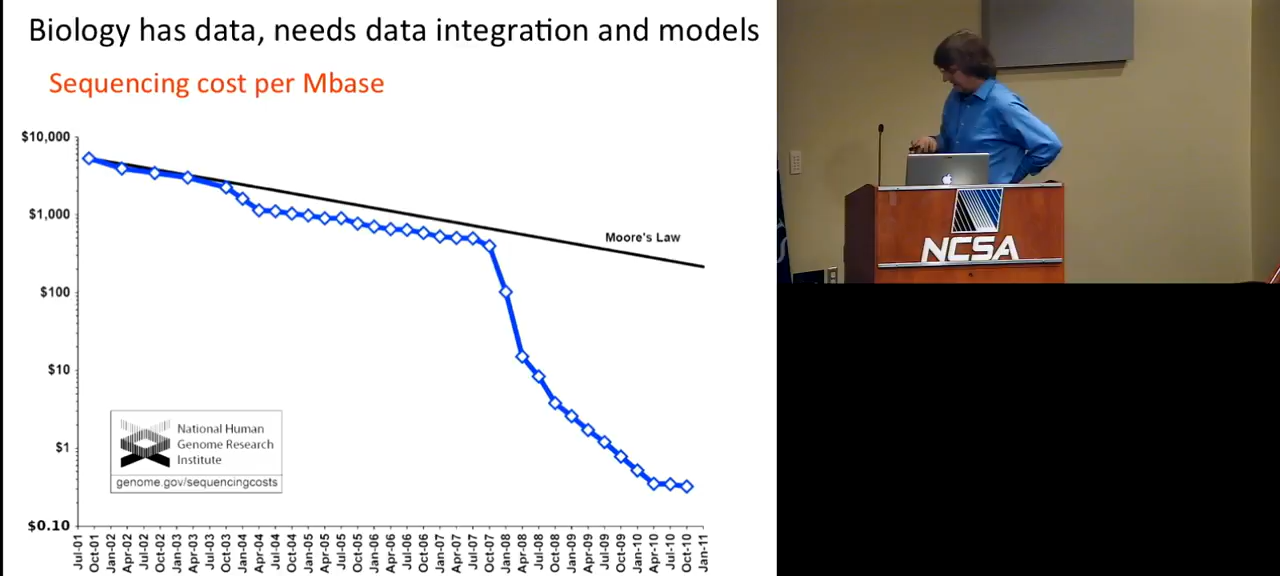 Biology has data, needs data integration and models
Sequencing cost per Mbase
$10,000
$1,000
$100
$10
$1
$0.10
Moore's Law
National Human
Genome Research
Institute
genome.gov/sequencingcosts
Jul-01
Oct-01
Jan-02
Apr-02
Jul-02
Oct-02
Jan-03
Apr-03
Jul-03
Oct-03
Jan-04
Apr-04
Jul-04
Oct-04
Jan-05
Apr-05
Jul-05
Oct-05
Jan-06
Apr-06
Jul-06
Oct-06
Jan-07
Apr-07
Jul-07
Oct-07
Jan-08
Apr-08
Jul-08
Oct-08
Jan-09
Apr-09
Jul-09
Oct-09
Jan-10
Apr-10
Jul-10
Oct-10
Jan-11
NCSA